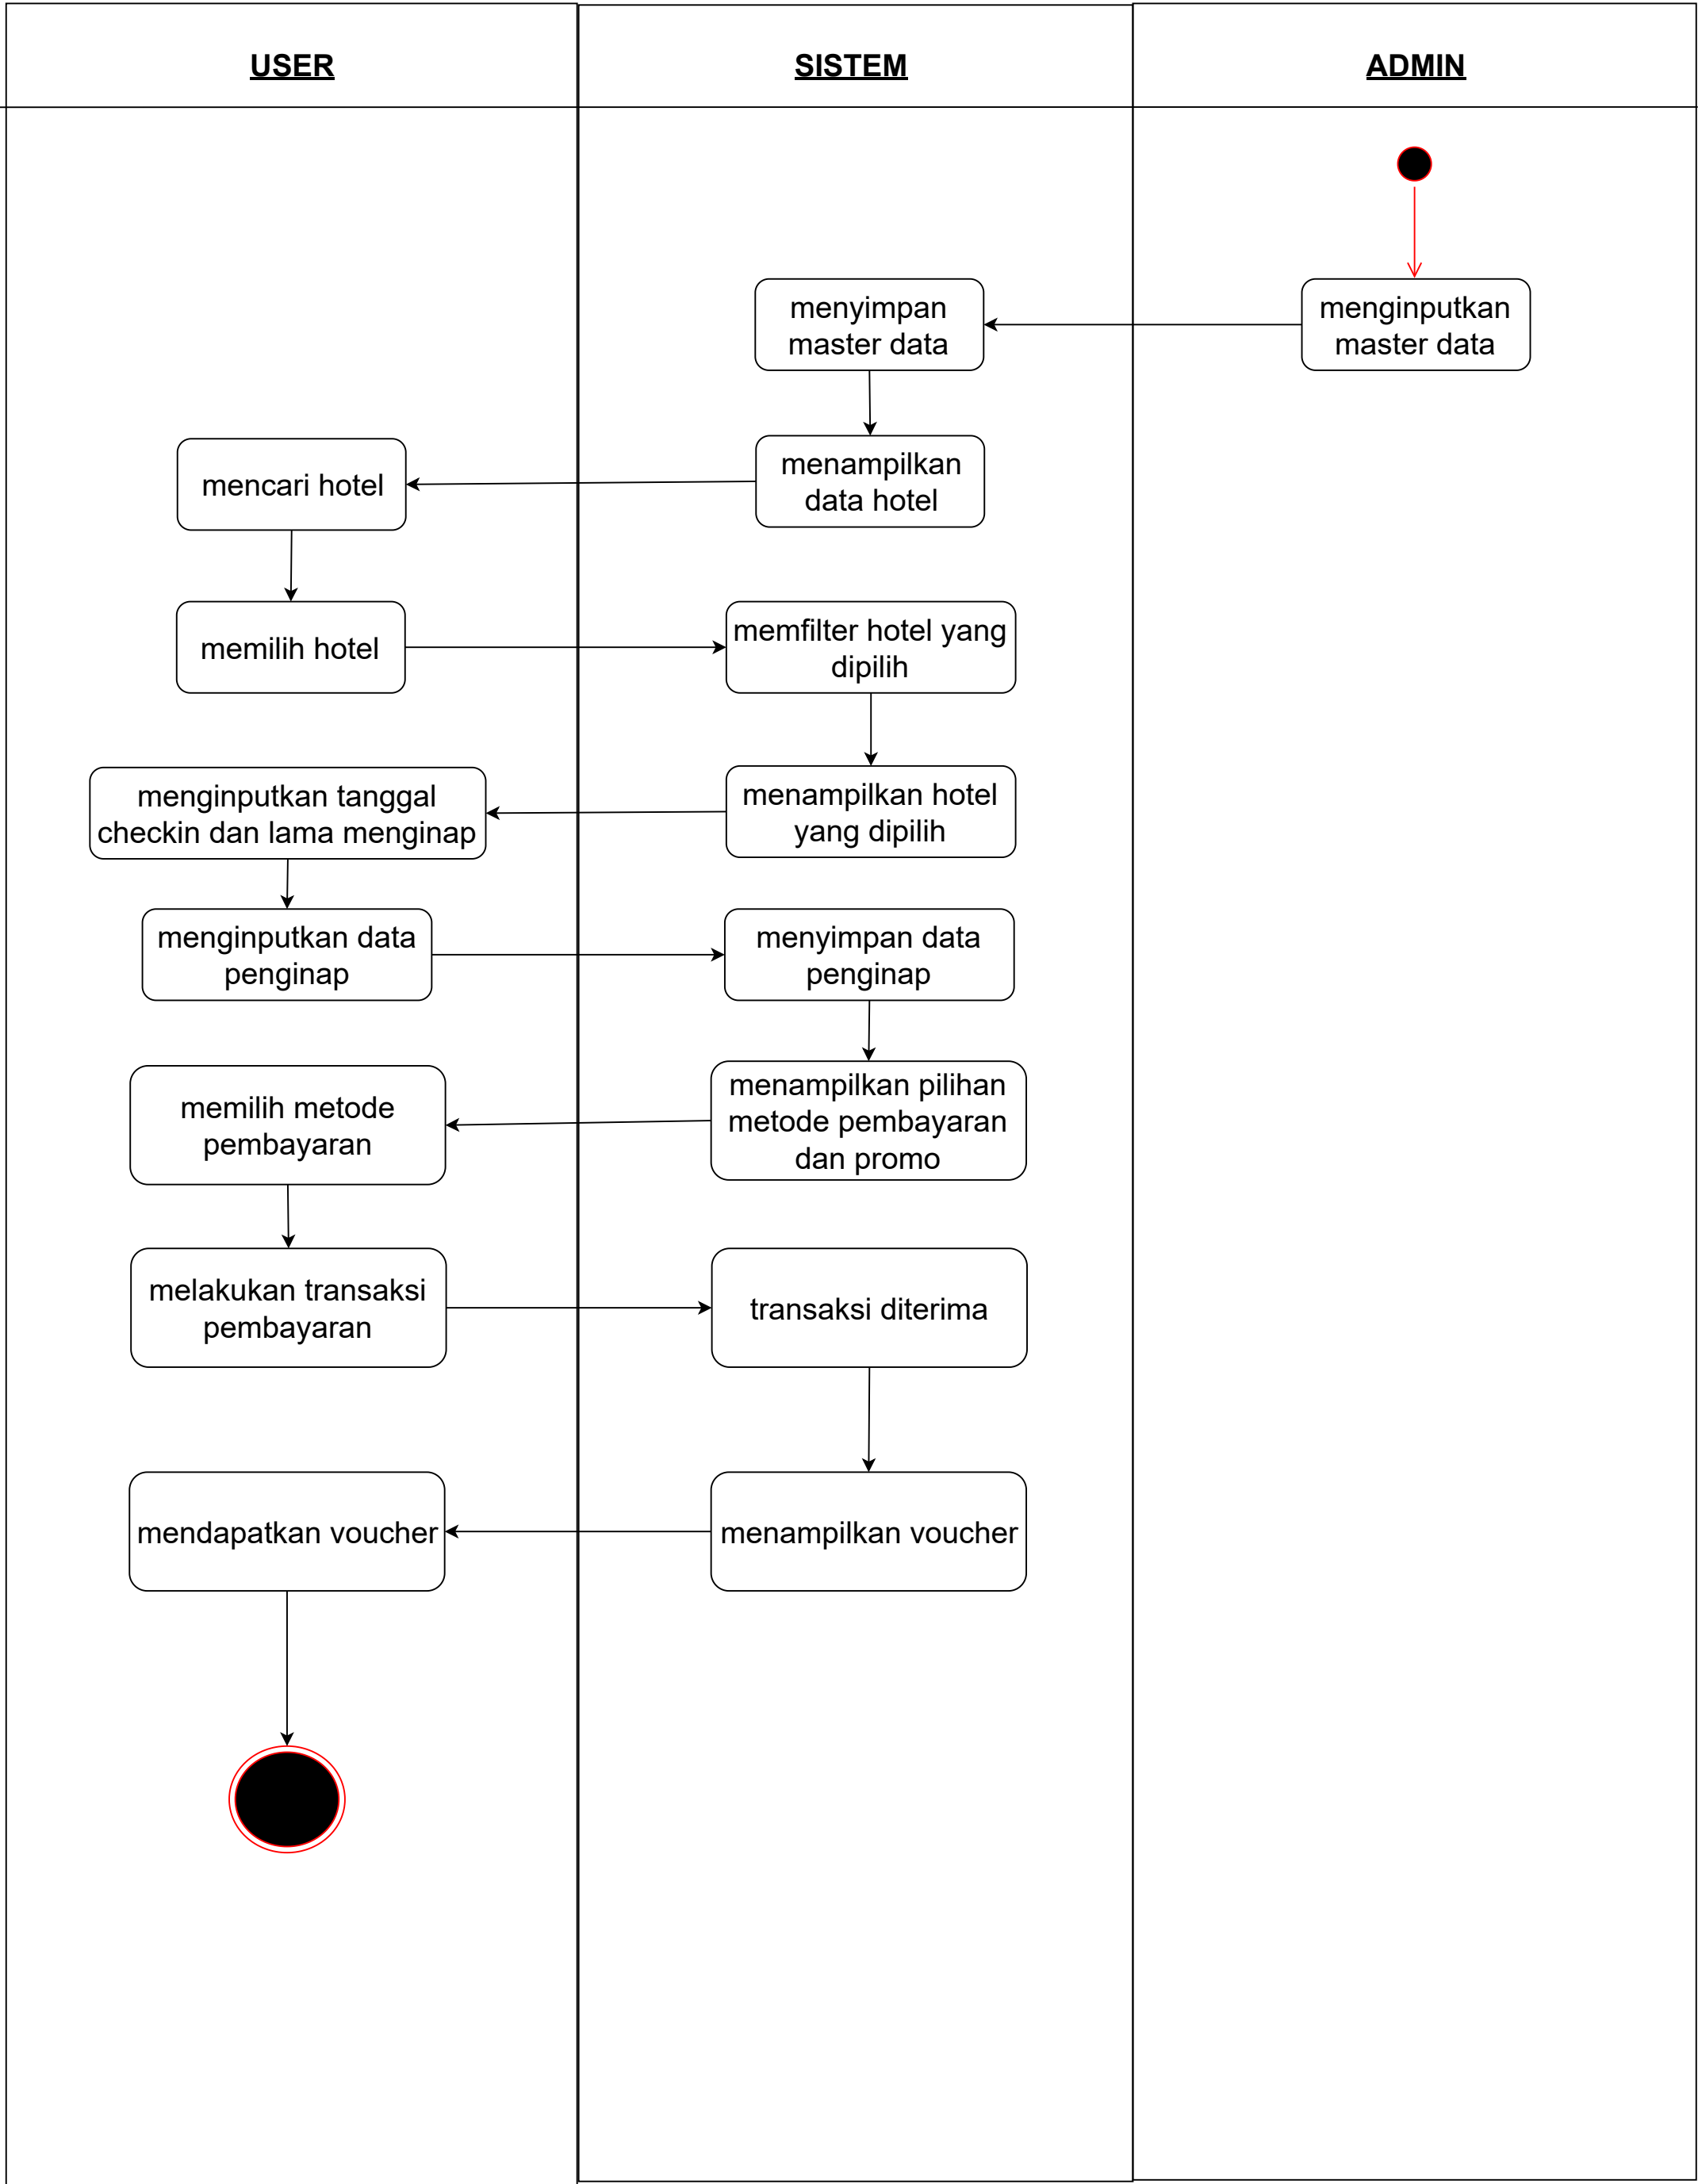 USER
SISTEM
ADMIN
menyimpan
master data
menginputkan
master data
mencari hotel
menampilkan
data hotel
memilih hotel
memfilter hotel yang
dipilih
menginputkan tanggal
checkin dan lama menginap
menampilkan hotel
yang dipilih
menginputkan data
penginap
menyimpan data
penginap
memilih metode
pembayaran
menampilkan pilihan
metode pembayaran
dan promo
melakukan transaksi
pembayaran
transaksi diterima
mendapatkan voucher
menampilkan voucher